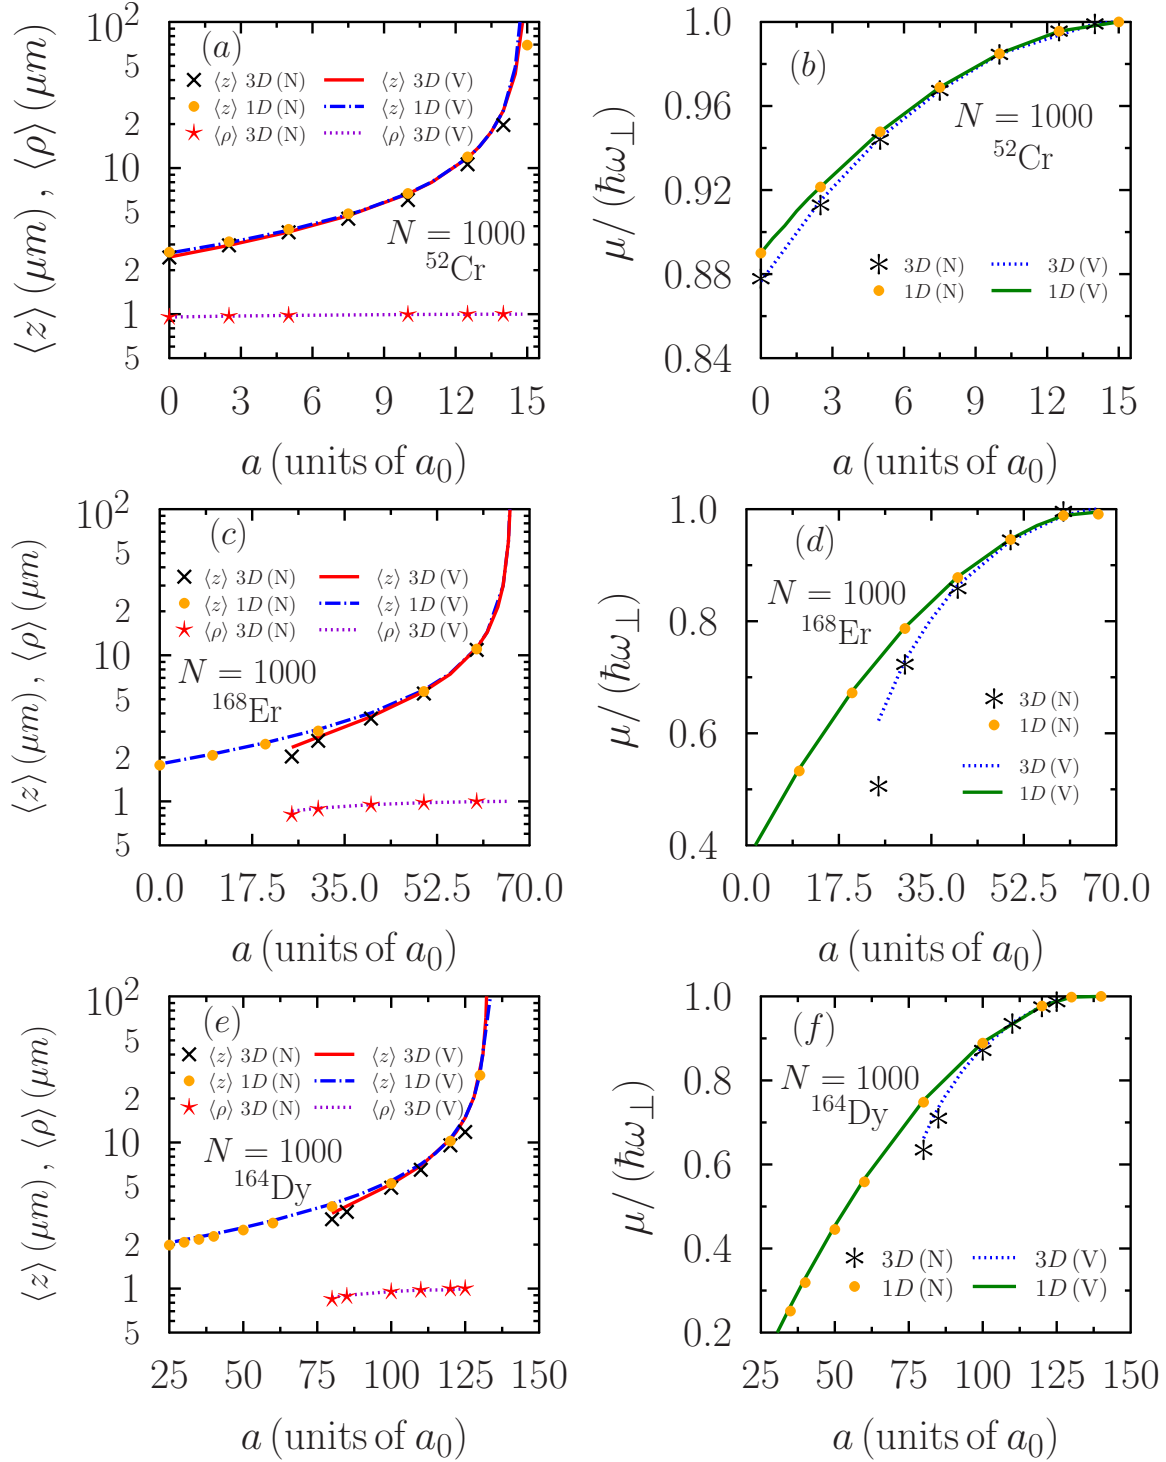 ⟨z⟩ (μm) , ⟨ρ⟩ (μm)
10²
5
2
10
5
2
1
5
(a)
⟨z⟩ 3D (N) ⟨z⟩ 3D (V)
⟨z⟩ 1D (N) ⟨z⟩ 1D (V)
⟨ρ⟩ 3D (N) ⟨ρ⟩ 3D (V)
N = 1000
⁵²Cr
0 3 6 9 12 15
a (units of a₀)
μ/ (ħω⊥)
1.0
0.96
0.92
0.88
0.84
(b)
N = 1000
⁵²Cr
3D (N) 3D (V)
1D (N) 1D (V)
0 3 6 9 12 15
a (units of a₀)
⟨z⟩ (μm) , ⟨ρ⟩ (μm)
10²
5
2
10
5
2
1
5
(c)
⟨z⟩ 3D (N) ⟨z⟩ 3D (V)
⟨z⟩ 1D (N) ⟨z⟩ 1D (V)
⟨ρ⟩ 3D (N) ⟨ρ⟩ 3D (V)
N = 1000
¹⁶⁸Er
0.0 17.5 35.0 52.5 70.0
a (units of a₀)
μ/ (ħω⊥)
1.0
0.8
0.6
0.4
(d)
N = 1000
¹⁶⁸Er
3D (N)
1D (N)
3D (V)
1D (V)
0.0 17.5 35.0 52.5 70.0
a (units of a₀)
⟨z⟩ (μm) , ⟨ρ⟩ (μm)
10²
5
2
10
5
2
1
5
(e)
⟨z⟩ 3D (N) ⟨z⟩ 3D (V)
⟨z⟩ 1D (N) ⟨z⟩ 1D (V)
⟨ρ⟩ 3D (N) ⟨ρ⟩ 3D (V)
N = 1000
¹⁶⁴Dy
25 50 75 100 125 150
a (units of a₀)
μ/ (ħω⊥)
1.0
0.8
0.6
0.4
0.2
(f)
N = 1000
¹⁶⁴Dy
3D (N) 3D (V)
1D (N) 1D (V)
25 50 75 100 125 150
a (units of a₀)